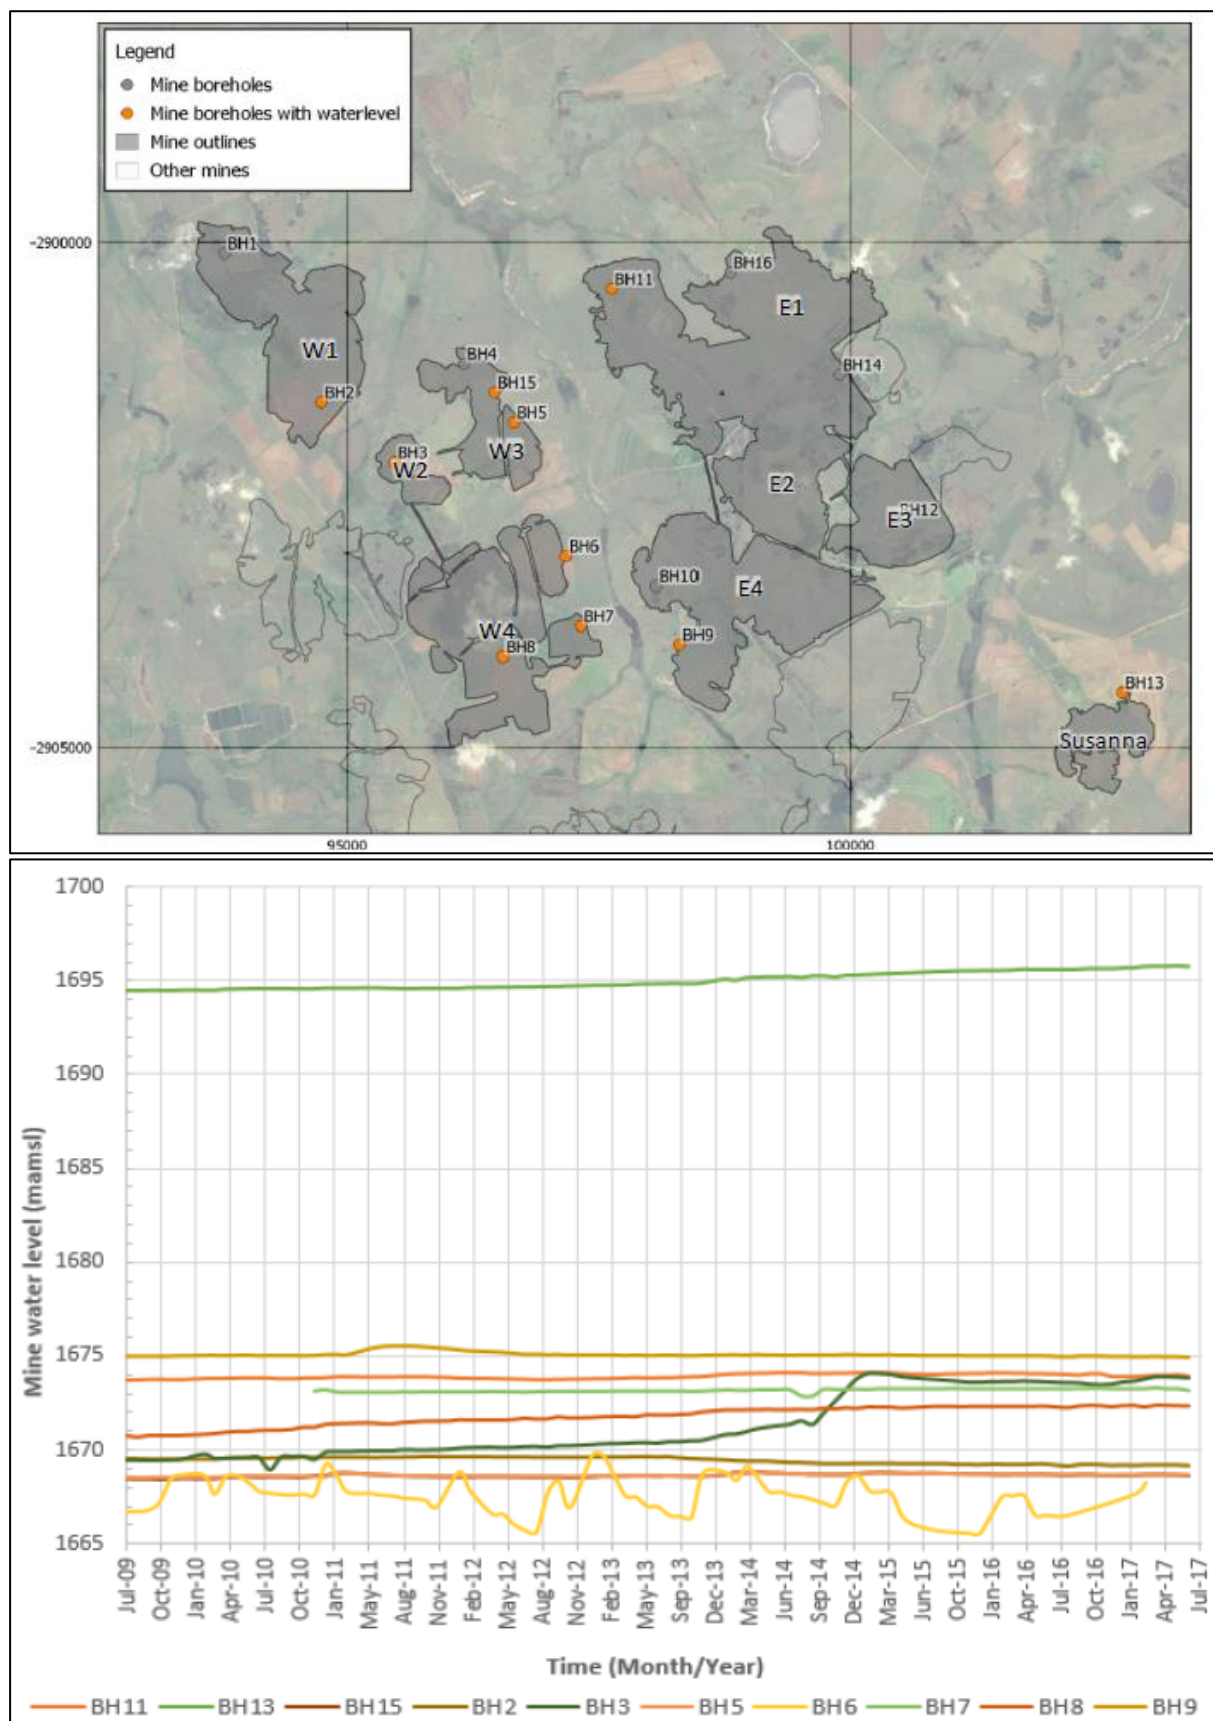 Legend
Mine boreholes
Mine boreholes with waterlevel
Mine outlines
Other mines
-2900000
BH1
BH16
BH11
E1
W1
BH4
BH14
BH15
BH2
BH5
BH3
W3
W2
E2
BH12
E3
BH6
BH10
E4
BH7
W4
BH9
BH8
BH13
Susanna
-2905000
95000
100000
1700
1695
1690
1685
1680
1675
1670
1665
Mine water level (mamsl)
Jul-09 Oct-09 Jan-10 Apr-10 Jul-10 Oct-10 Jan-11 May-11 Aug-11 Nov-11 Feb-12 May-12 Aug-12 Nov-12 Feb-13 May-13 Sep-13 Dec-13 Mar-14 Jun-14 Sep-14 Dec-14 Mar-15 Jun-15 Oct-15 Jan-16 Apr-16 Jul-16 Oct-16 Jan-17 Apr-17 Jul-17
Time (Month/Year)
BH11 BH13 BH15 BH2 BH3 BH5 BH6 BH7 BH8 BH9